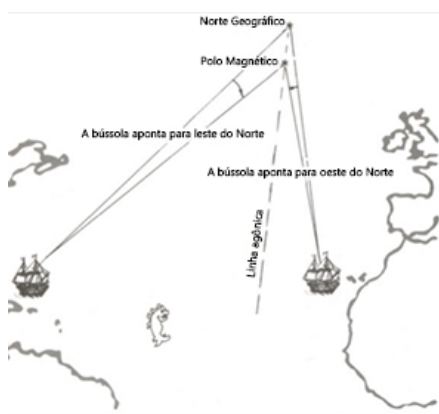 Norte Geográfico
Polo Magnético
A bússola aponta para leste do Norte
A bússola aponta para oeste do Norte
Linha agônica